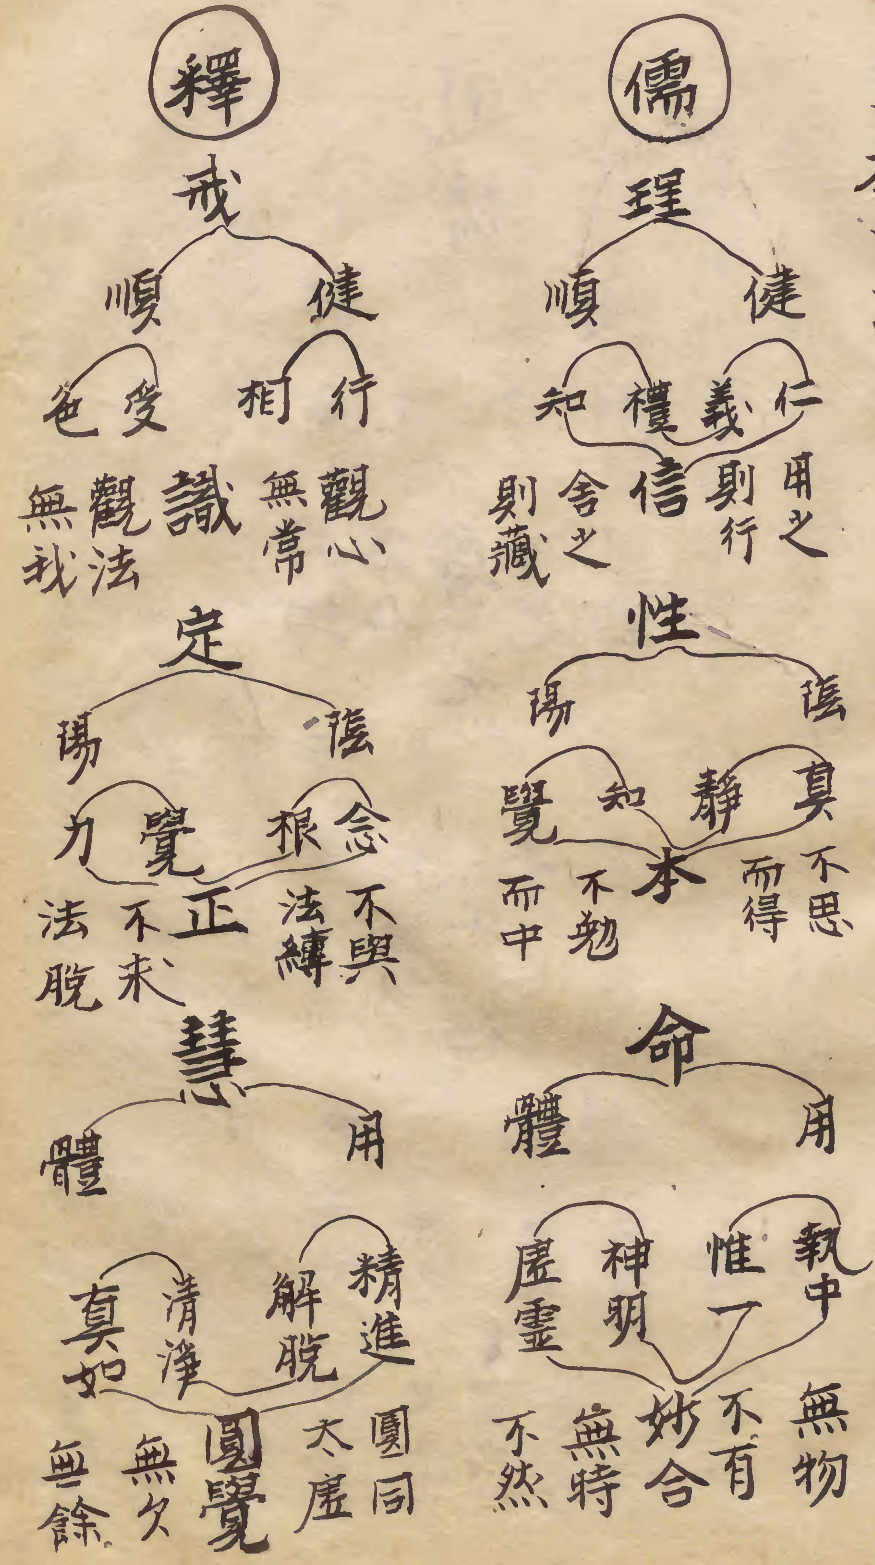 儒
理
健 順
仁 義 禮 知
信
用之則行
舍之則藏
性
陰 陽
真 靜 知 覺
本
不思而得
不勉而中
命
用 體
執中 惟一 神明 虛靈
妙合
無物不有
無時不然
釋
戒
健 順
行 相 受 色
識
觀心無常
觀法無我
定
陰 陽
念 根 覺 力
正
不與法縛
不求法脫
慧
用 體
精進 解脫 清淨 真如
圓覺
圓同太虛
無欠無餘